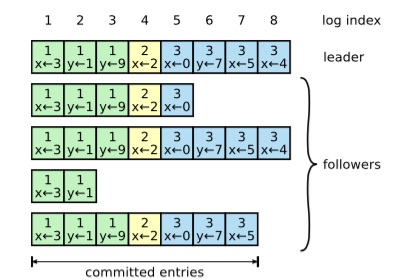 1 2 3 4 5 6 7 8 log index
1 1 1 2 3 3 3 3
x←3 y←1 y←9 x←2 x←0 y←7 x←5 x←4 leader
1 1 1 2 3
x←3 y←1 y←9 x←2 x←0
1 1 1 2 3 3 3 3
x←3 y←1 y←9 x←2 x←0 y←7 x←5 x←4
followers
1 1
x←3 y←1
1 1 1 2 3 3 3
x←3 y←1 y←9 x←2 x←0 y←7 x←5
committed entries